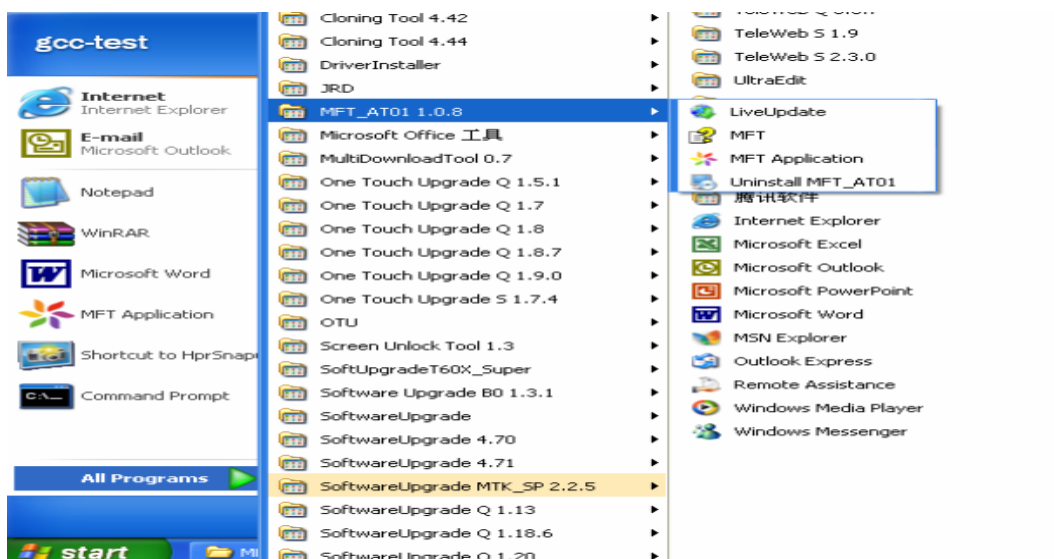 gcc-test
Internet
Internet Explorer
E-mail
Microsoft Outlook
Notepad
WinRAR
Microsoft Word
MFT Application
Shortcut to HprSnap
Command Prompt
All Programs
start
Cloning Tool 4.42
Cloning Tool 4.44
DriverInstaller
JRD
MFT_AT01 1.0.8
Microsoft Office 工具
MultiDownloadTool 0.7
One Touch Upgrade Q 1.5.1
One Touch Upgrade Q 1.7
One Touch Upgrade Q 1.8
One Touch Upgrade Q 1.8.7
One Touch Upgrade Q 1.9.0
One Touch Upgrade S 1.7.4
OTU
Screen Unlock Tool 1.3
SoftUpgradeT60X_Super
Software Upgrade B0 1.3.1
SoftwareUpgrade
SoftwareUpgrade 4.70
SoftwareUpgrade 4.71
SoftwareUpgrade MTK_SP 2.2.5
SoftwareUpgrade Q 1.13
SoftwareUpgrade Q 1.18.6
SoftwareUpgrade Q 1.20
TeleWeb S 1.9
TeleWeb S 2.3.0
UltraEdit
LiveUpdate
MFT
MFT Application
Uninstall MFT_AT01
腾讯软件
Internet Explorer
Microsoft Excel
Microsoft Outlook
Microsoft PowerPoint
Microsoft Word
MSN Explorer
Outlook Express
Remote Assistance
Windows Media Player
Windows Messenger